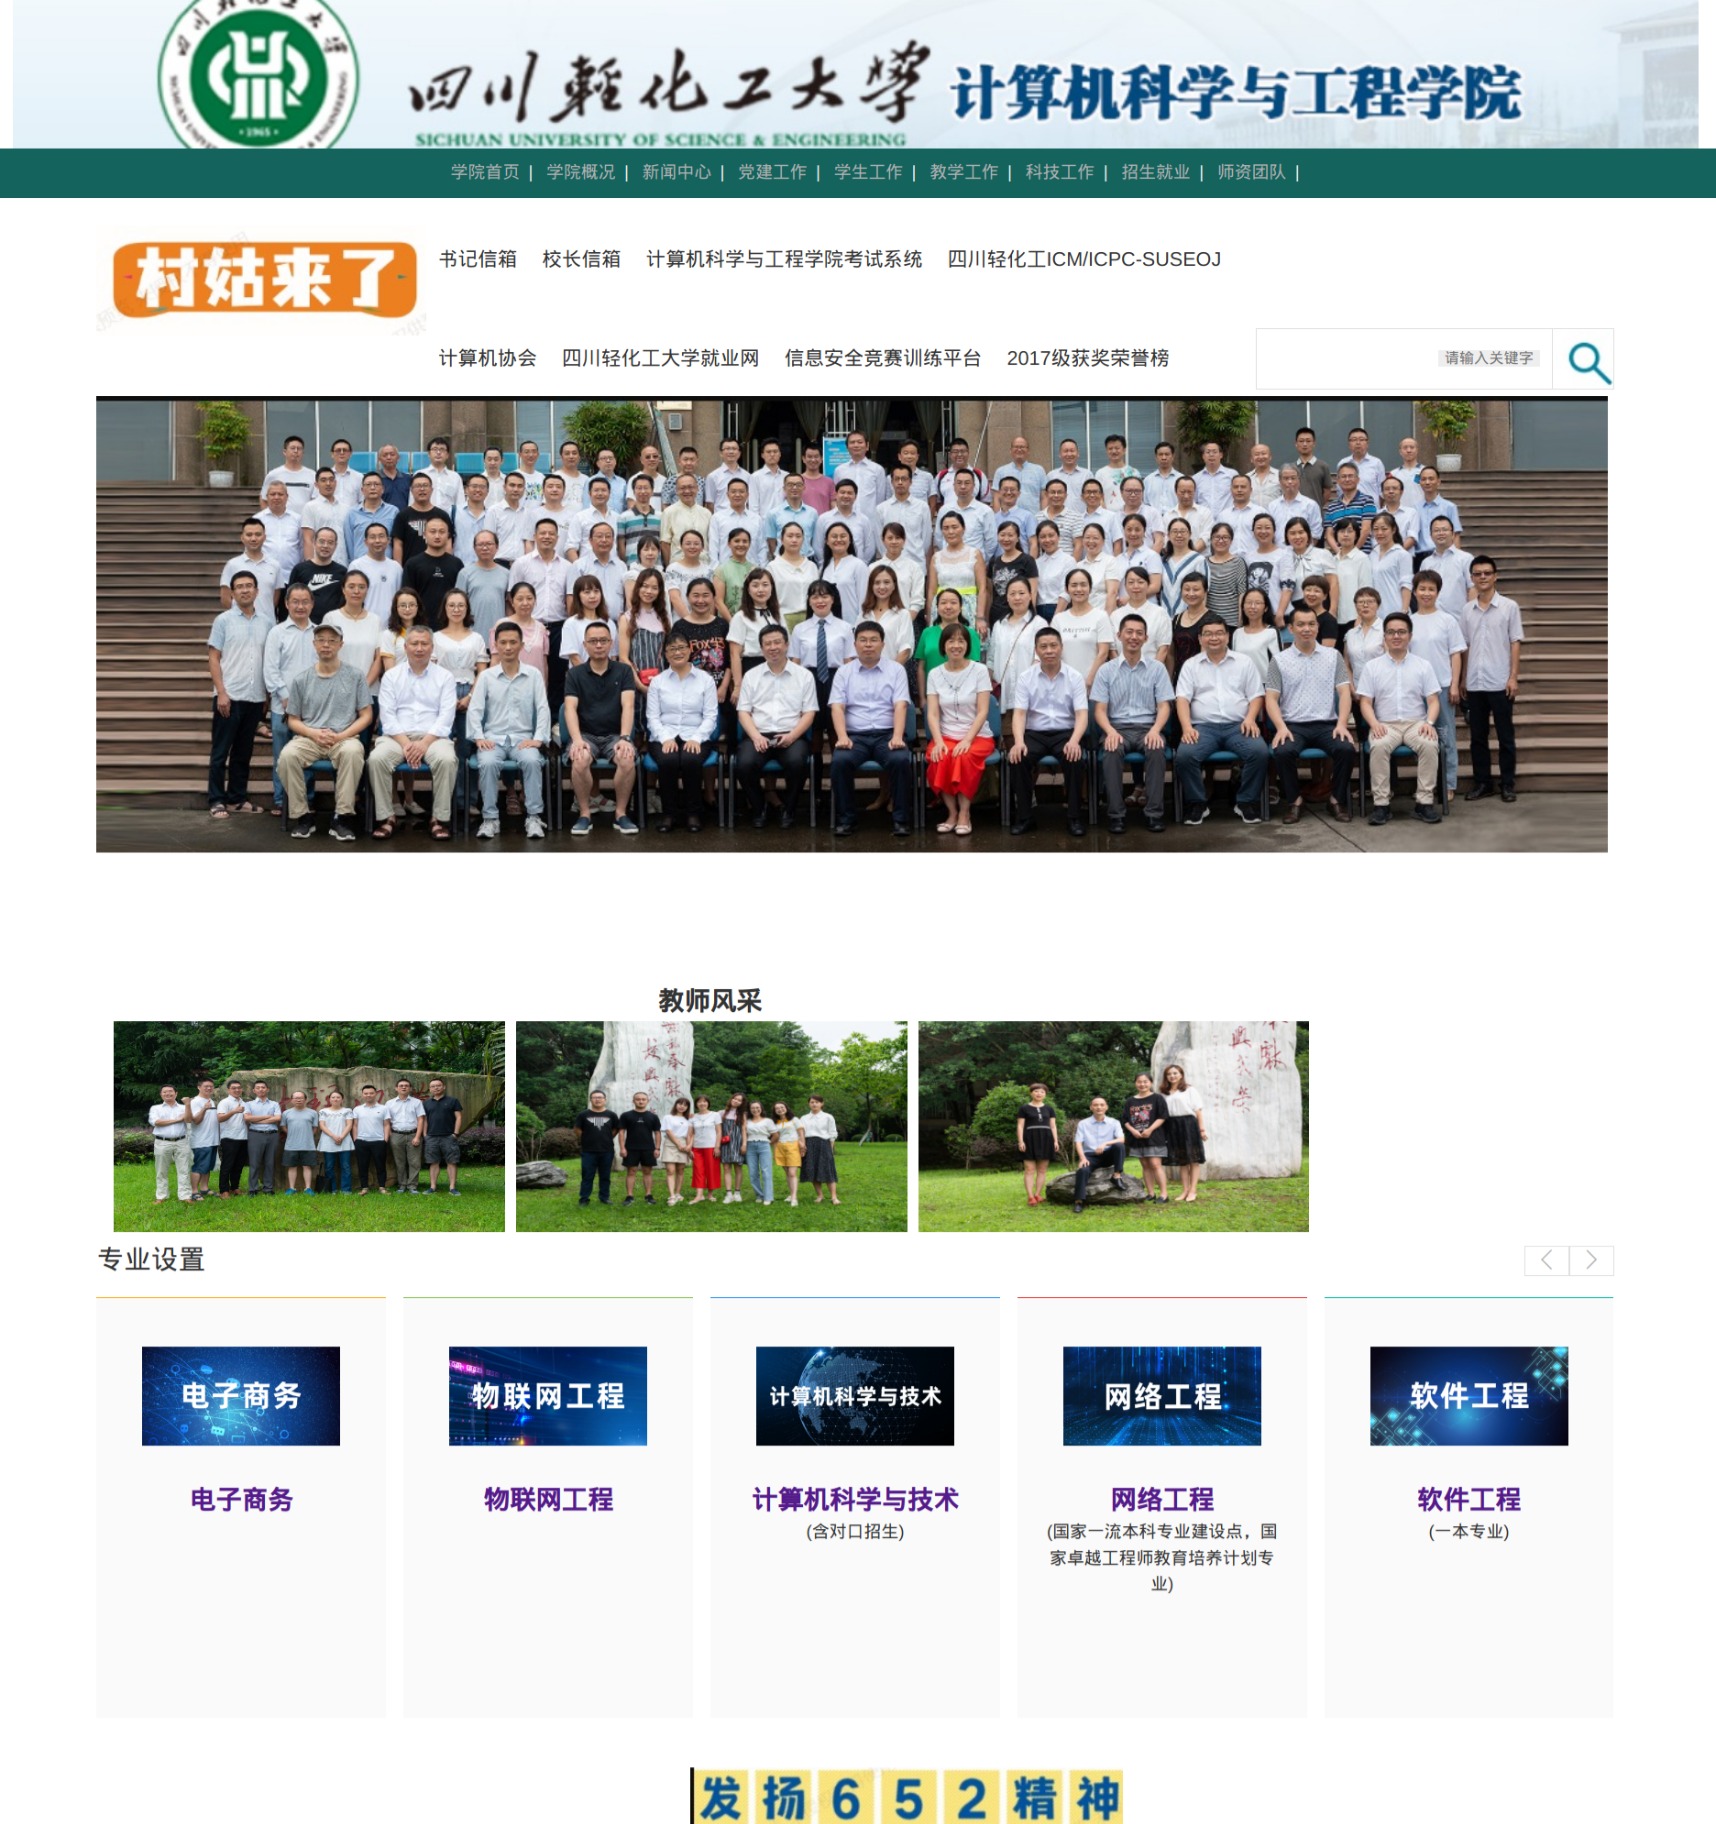 四川轻化工大学 计算机科学与工程学院
SICHUAN UNIVERSITY OF SCIENCE & ENGINEERING
·1965·
学院首页 | 学院概况 | 新闻中心 | 党建工作 | 学生工作 | 教学工作 | 科技工作 | 招生就业 | 师资团队 |
村姑来了
书记信箱 校长信箱 计算机科学与工程学院考试系统 四川轻化工ICM/ICPC-SUSEOJ
计算机协会 四川轻化工大学就业网 信息安全竞赛训练平台 2017级获奖荣誉榜
请输入关键字
NIKE
教师风采
专业设置
电子商务 物联网工程 计算机科学与技术 网络工程 软件工程
电子商务 物联网工程 计算机科学与技术 网络工程 软件工程
(含对口招生) (国家一流本科专业建设点，国 (一本专业)
家卓越工程师教育培养计划专
业)
发扬652精神